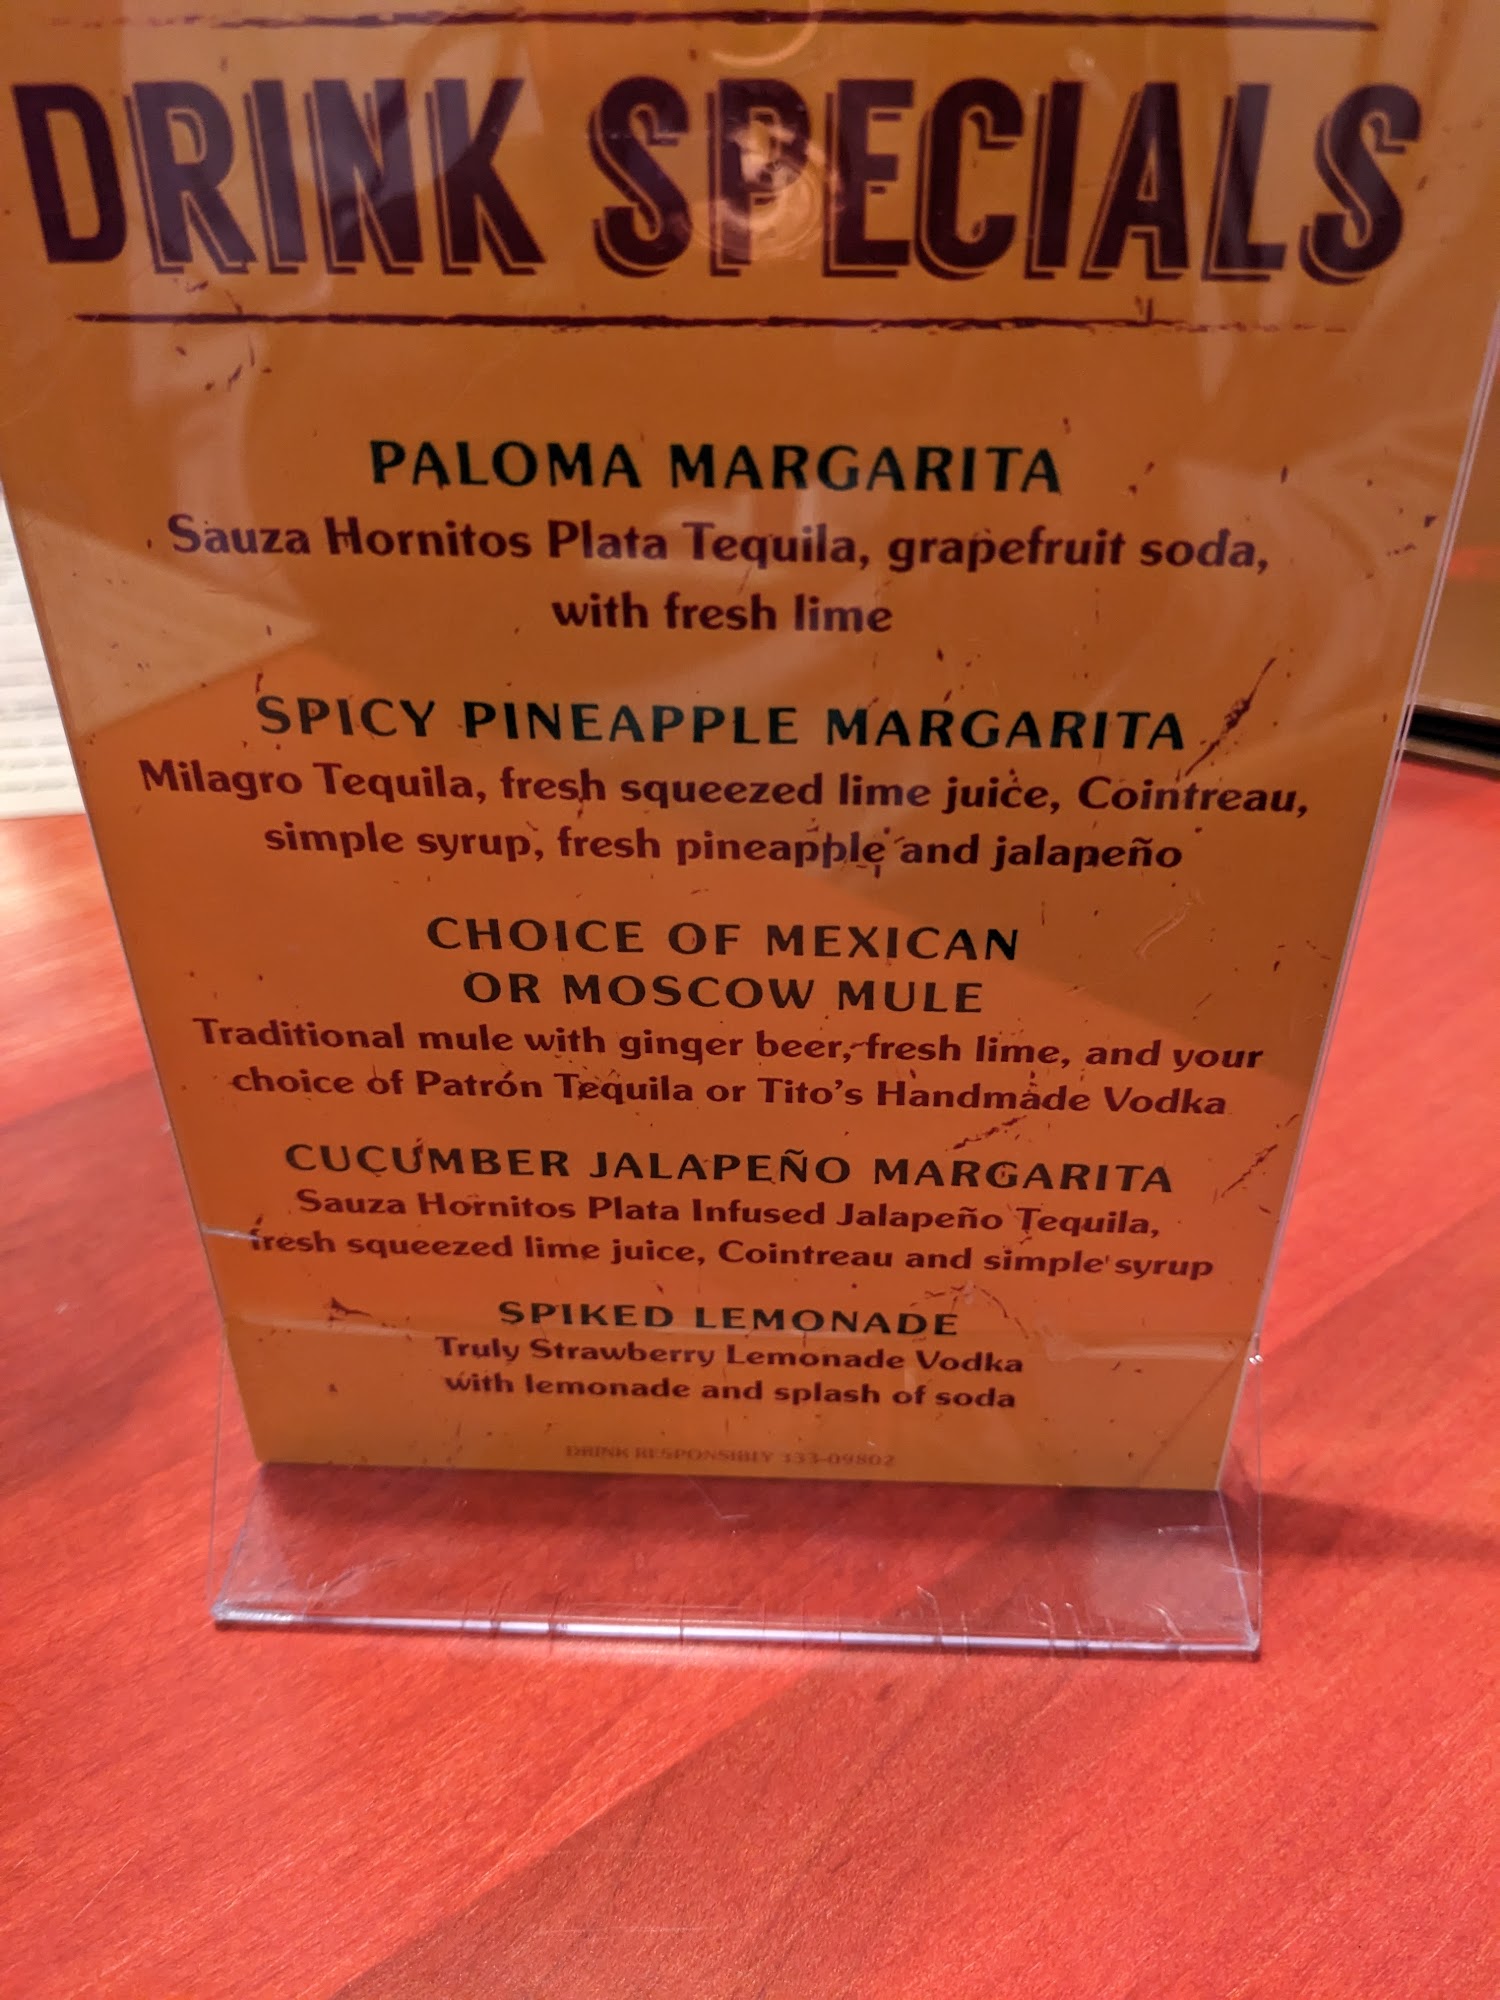 DRINK SPECIALS
PALOMA MARGARITA
Sauza Hornitos Plata Tequila, grapefruit soda,
with fresh lime
SPICY PINEAPPLE MARGARITA
Milagro Tequila, fresh squeezed lime juice, Cointreau,
simple syrup, fresh pineapple and jalapeño
CHOICE OF MEXICAN
OR MOSCOW MULE
Traditional mule with ginger beer, fresh lime, and your
choice of Patrón Tequila or Tito's Handmade Vodka
CUCUMBER JALAPEÑO MARGARITA
Sauza Hornitos Plata Infused Jalapeño Tequila,
fresh squeezed lime juice, Cointreau and simple syrup
SPIKED LEMONADE
Truly Strawberry Lemonade Vodka
with lemonade and splash of soda
DRINK RESPONSIBLY 333-09802